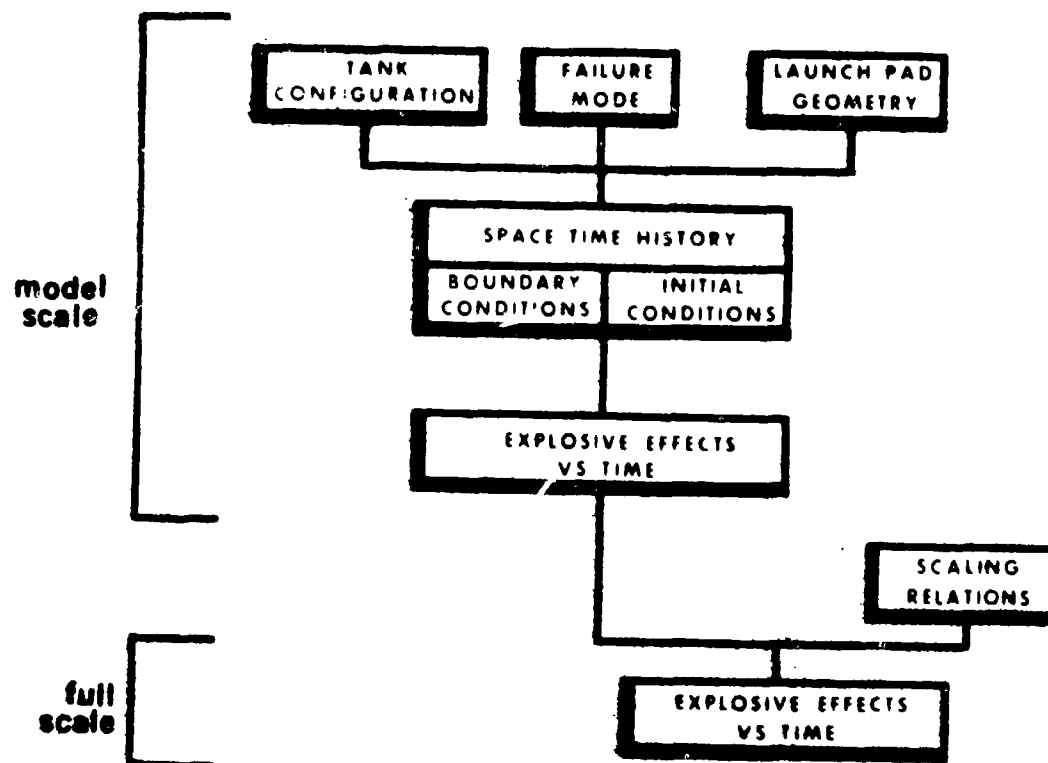 TANK
CONFIGURATION
FAILURE
MODE
LAUNCH PAD
GEOMETRY
SPACE TIME HISTORY
BOUNDARY
CONDITIONS
INITIAL
CONDITIONS
model
scale
EXPLOSIVE EFFECTS
VS TIME
SCALING
RELATIONS
full
scale
EXPLOSIVE EFFECTS
VS TIME